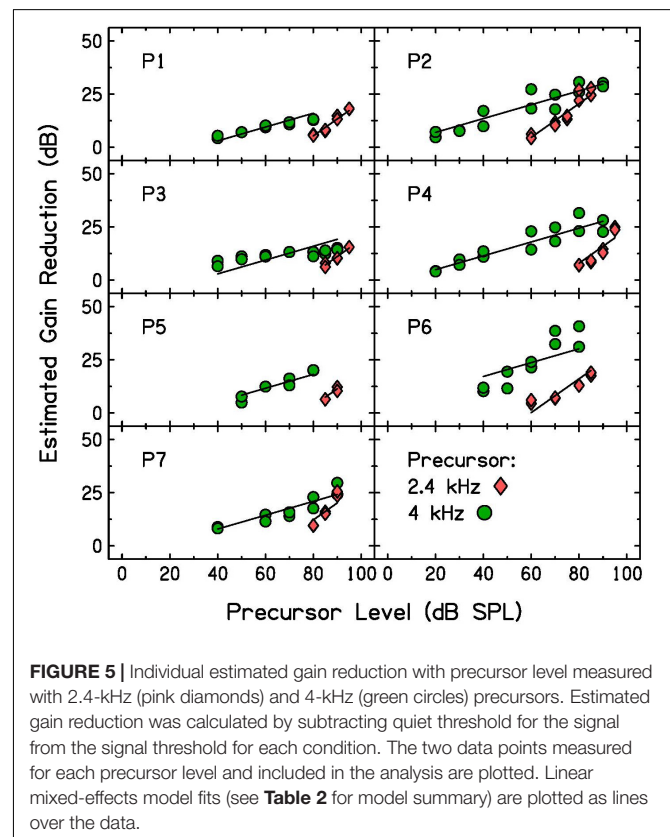 50
25
0
P1
P2
50
25
0
P3
P4
50
25
0
P5
P6
50
25
0
P7
Precursor:
2.4 kHz
4 kHz
0 20 40 60 80 100
0 20 40 60 80 100
Estimated Gain Reduction (dB)
Precursor Level (dB SPL)
FIGURE 5 | Individual estimated gain reduction with precursor level measured
with 2.4-kHz (pink diamonds) and 4-kHz (green circles) precursors. Estimated
gain reduction was calculated by subtracting quiet threshold for the signal
from the signal threshold for each condition. The two data points measured
for each precursor level and included in the analysis are plotted. Linear
mixed-effects model fits (see Table 2 for model summary) are plotted as lines
over the data.